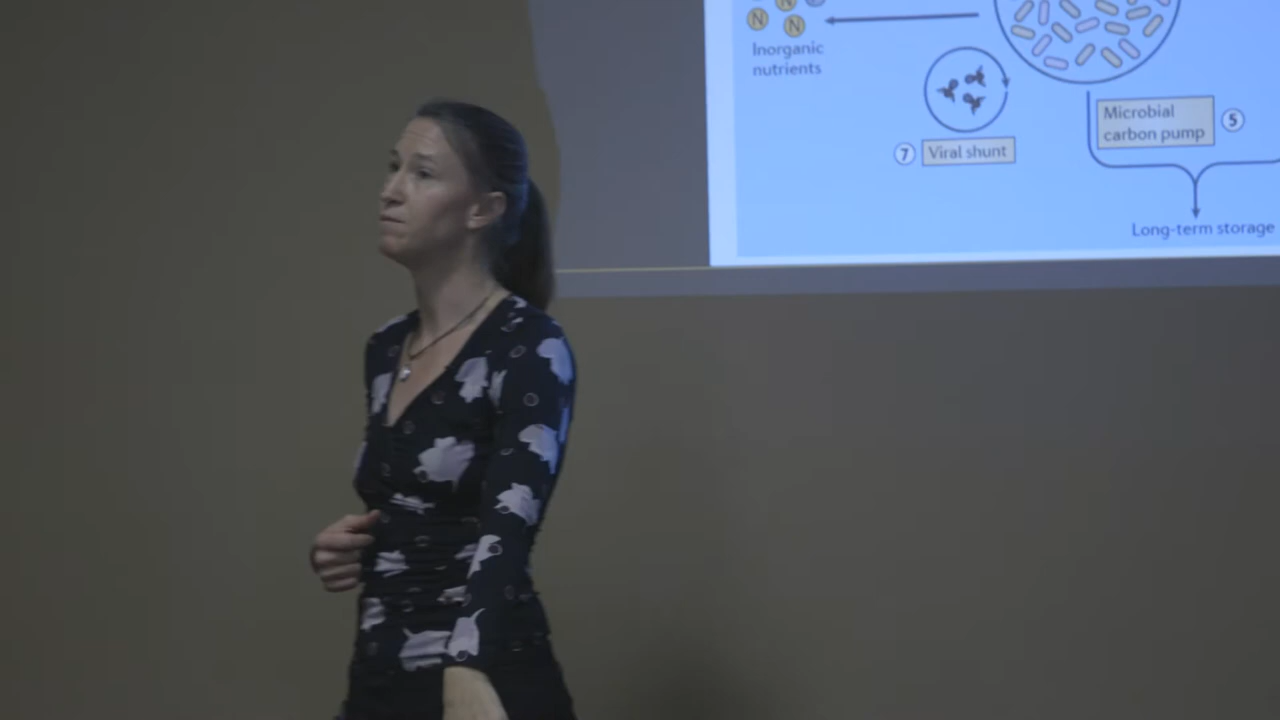 N
N
N
Inorganic
nutrients
Microbial
carbon pump
5
7
Viral shunt
Long-term storage